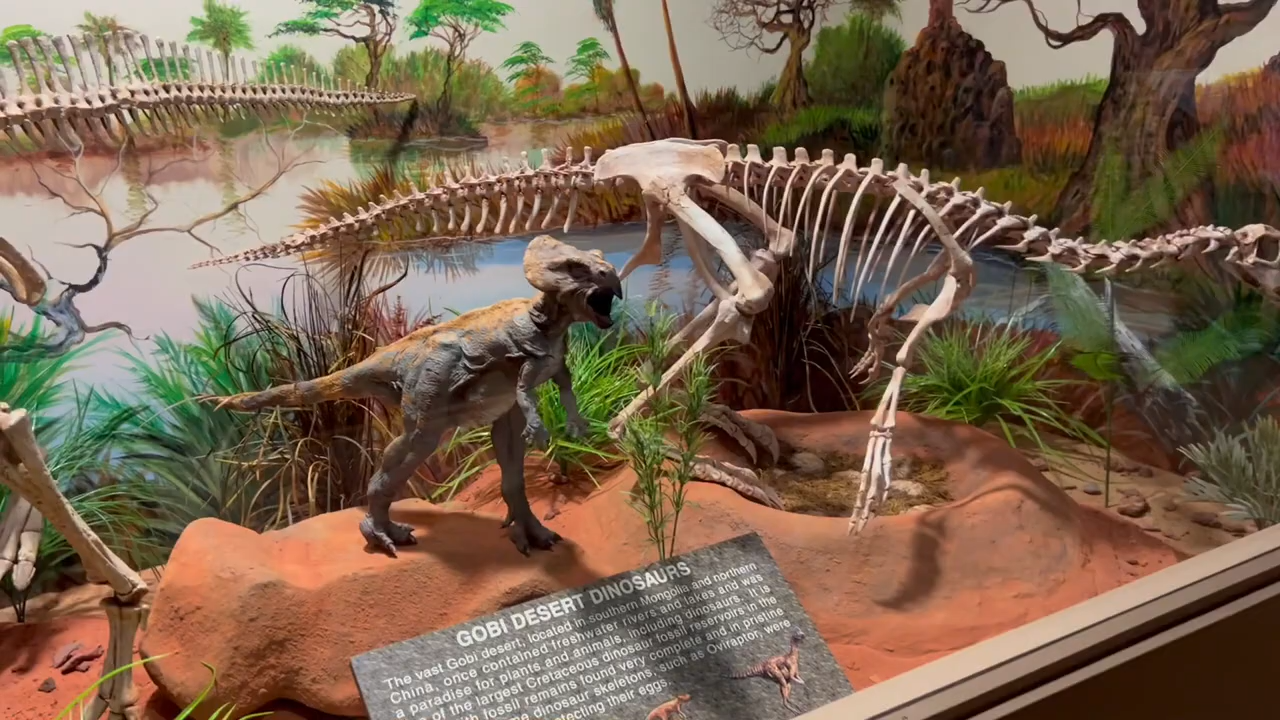 GOBI DESERT DINOSAURS
The vast Gobi desert, located in southern Mongolia and northern
China, once contained freshwater rivers and lakes and was
a paradise for plants and animals, including dinosaurs. It is
of the largest Cretaceous dinosaur fossil reservoirs in the
fossil remains found very complete and in pristine
dinosaur skeletons, such as Oviraptor, were
their eggs.